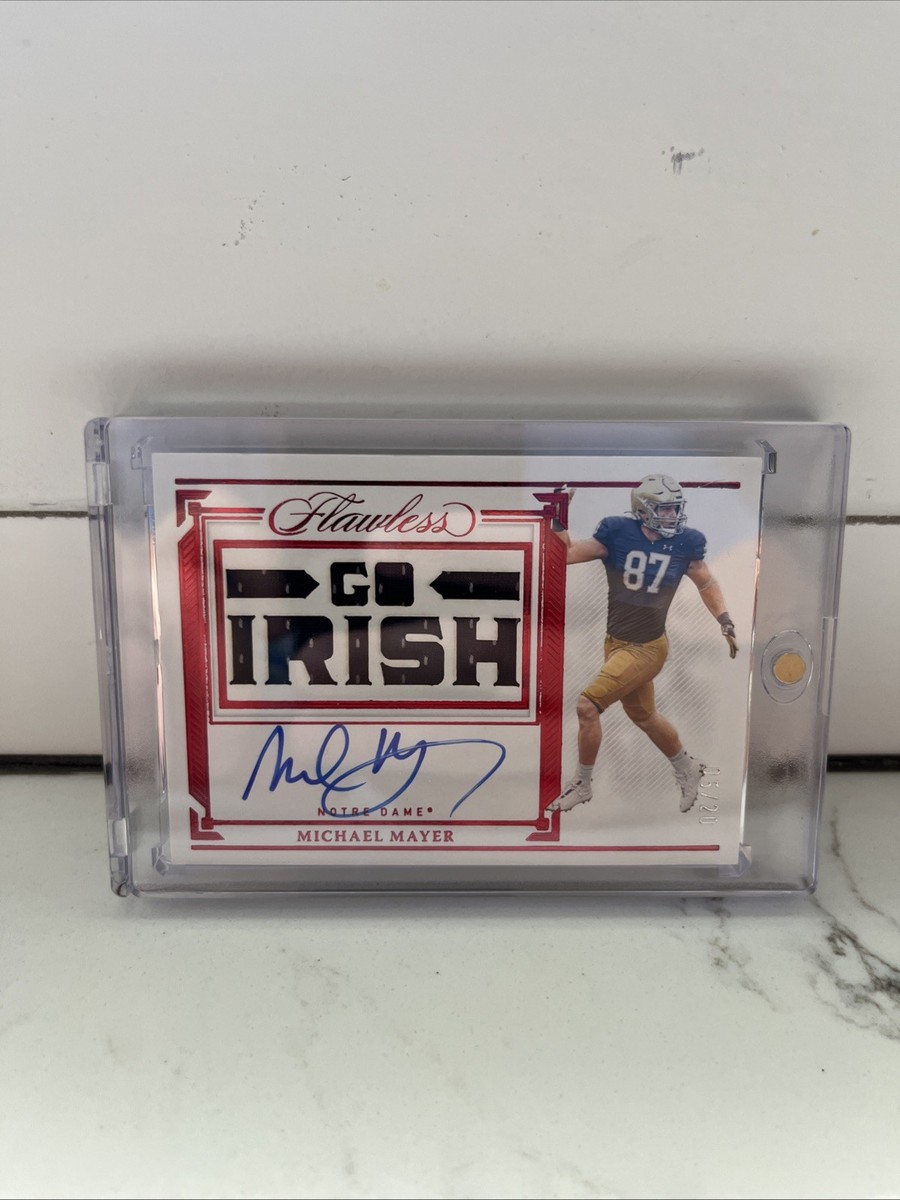 Flawless
GO
IRISH
87
NOTRE DAME®
MICHAEL MAYER